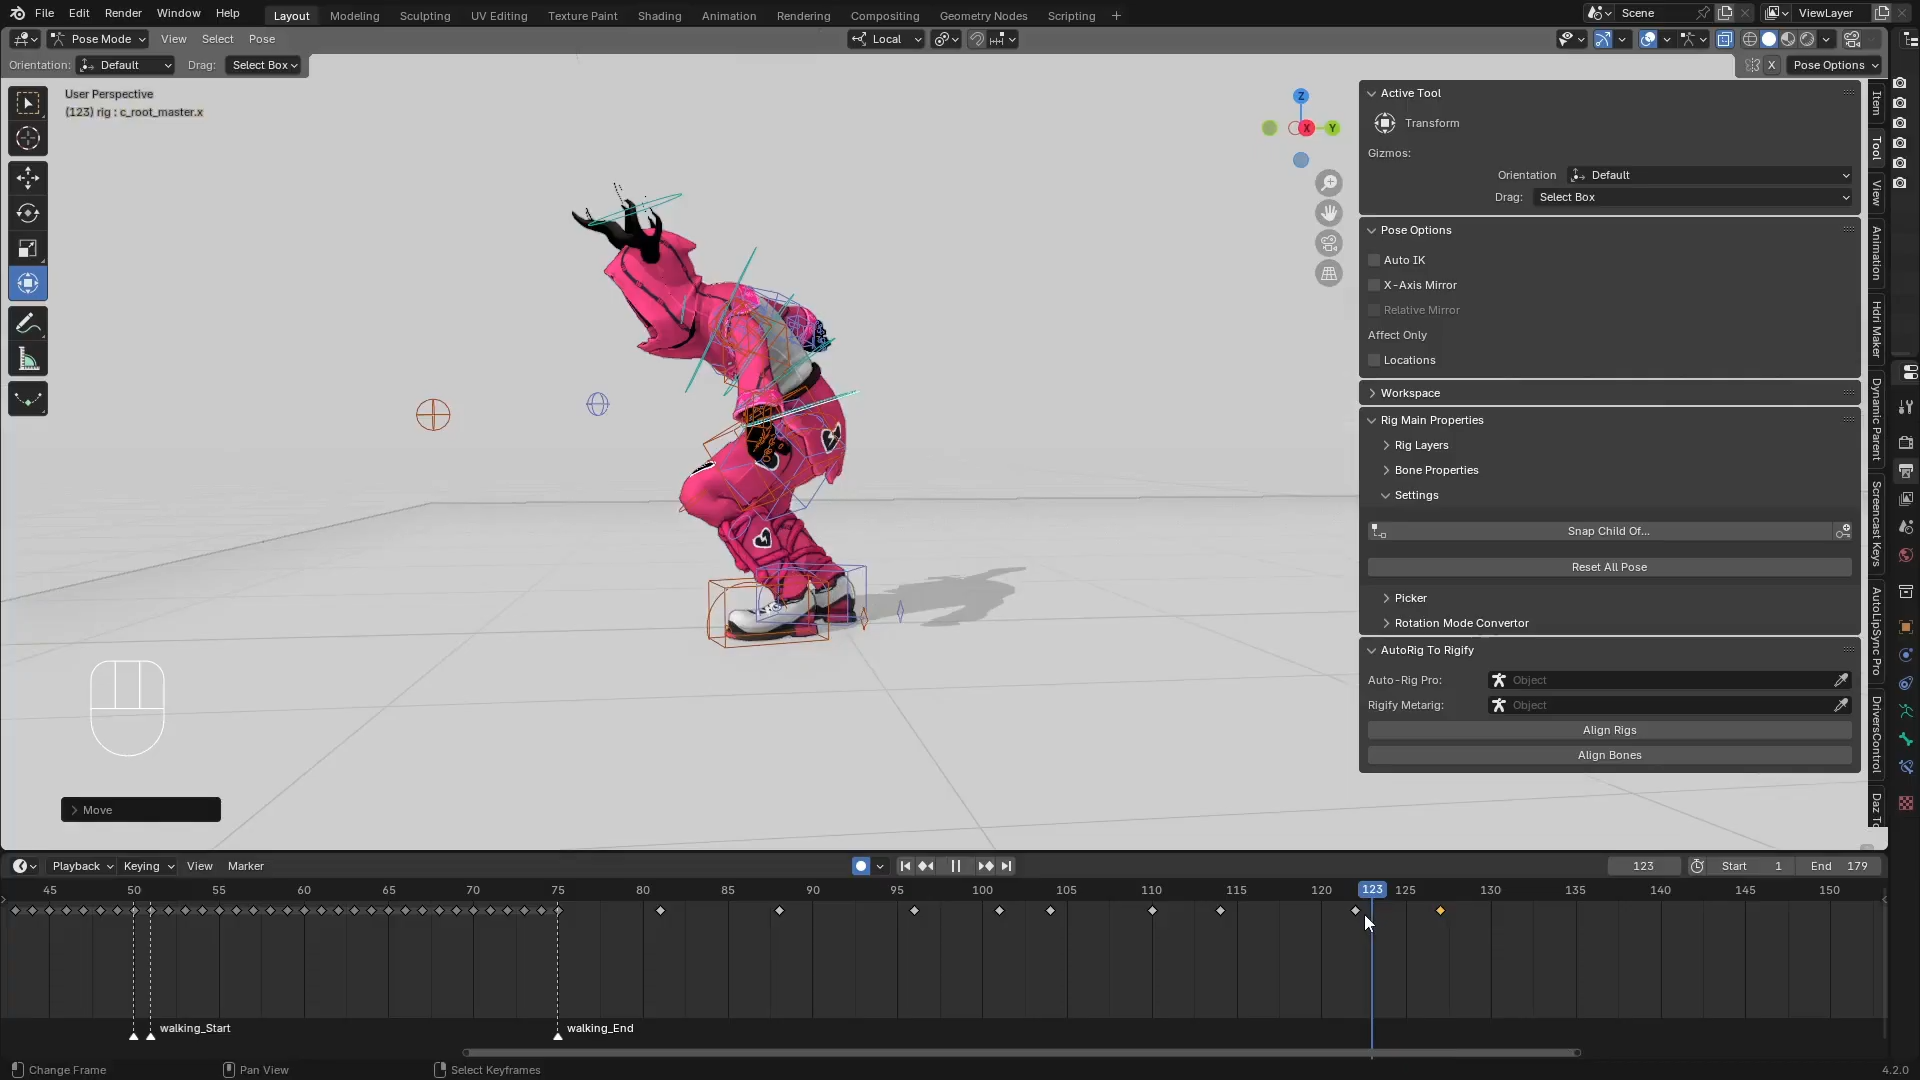 File Edit Render Window Help Layout Modeling Sculpting UV Editing Texture Paint Shading Animation Rendering Compositing Geometry Nodes Scripting + Scene ViewLayer
Pose Mode View Select Pose Local
Orientation: Default Drag: Select Box X Pose Options
User Perspective
(123) rig : c_root_master.x
Z
X Y
Active Tool
Transform
Gizmos:
Orientation Default
Drag: Select Box
Pose Options
Auto IK
X-Axis Mirror
Relative Mirror
Affect Only
Locations
Workspace
Rig Main Properties
Rig Layers
Bone Properties
Settings
Snap Child Of...
Reset All Pose
Picker
Rotation Mode Convertor
AutoRig To Rigify
Auto-Rig Pro: Object
Rigify Metarig: Object
Align Rigs
Align Bones
Item
Tool
View
Animation
Hdri Maker
Dynamic Parent
Screencast Keys
AutoLipSync Pro
DriversControl
Daz
Move
Playback Keying View Marker 123 Start 1 End 179
45 50 55 60 65 70 75 80 85 90 95 100 105 110 115 120 123 125 130 135 140 145 150
walking_Start walking_End
Change Frame Pan View Select Keyframes 4.2.0